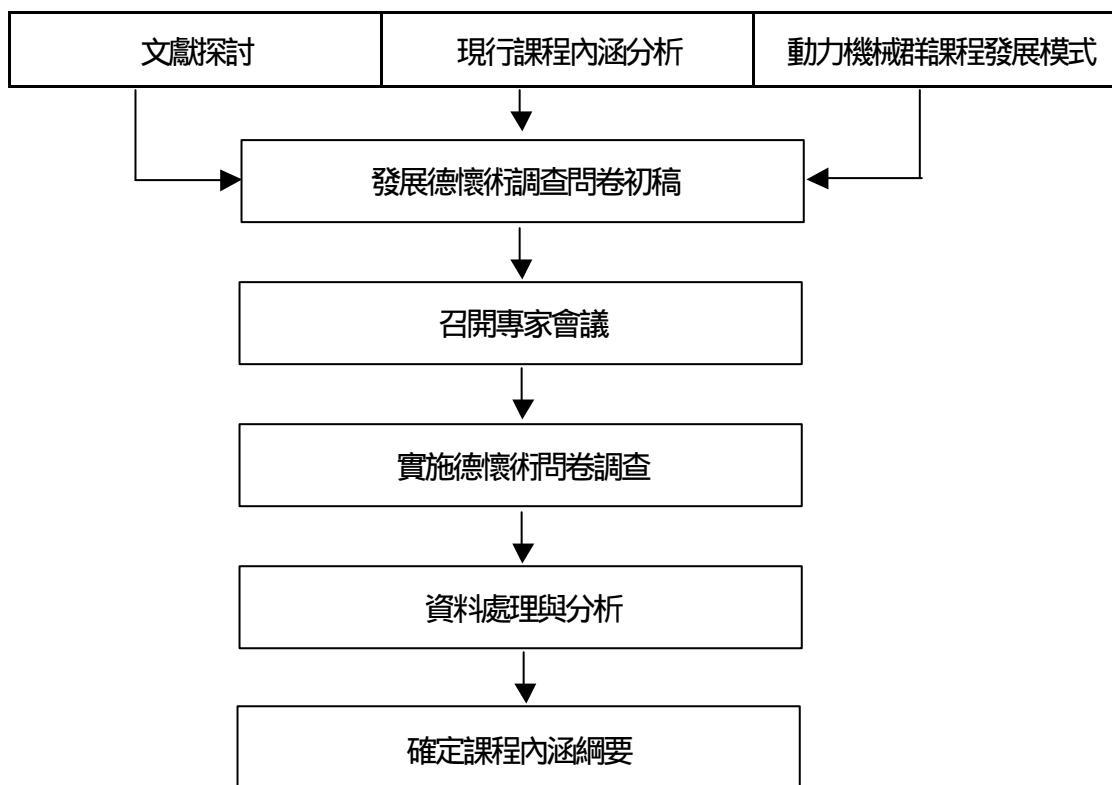 文獻探討
現行課程內涵分析
動力機械群課程發展模式
發展德懷術調查問卷初稿
召開專家會議
實施德懷術問卷調查
資料處理與分析
確定課程內涵綱要